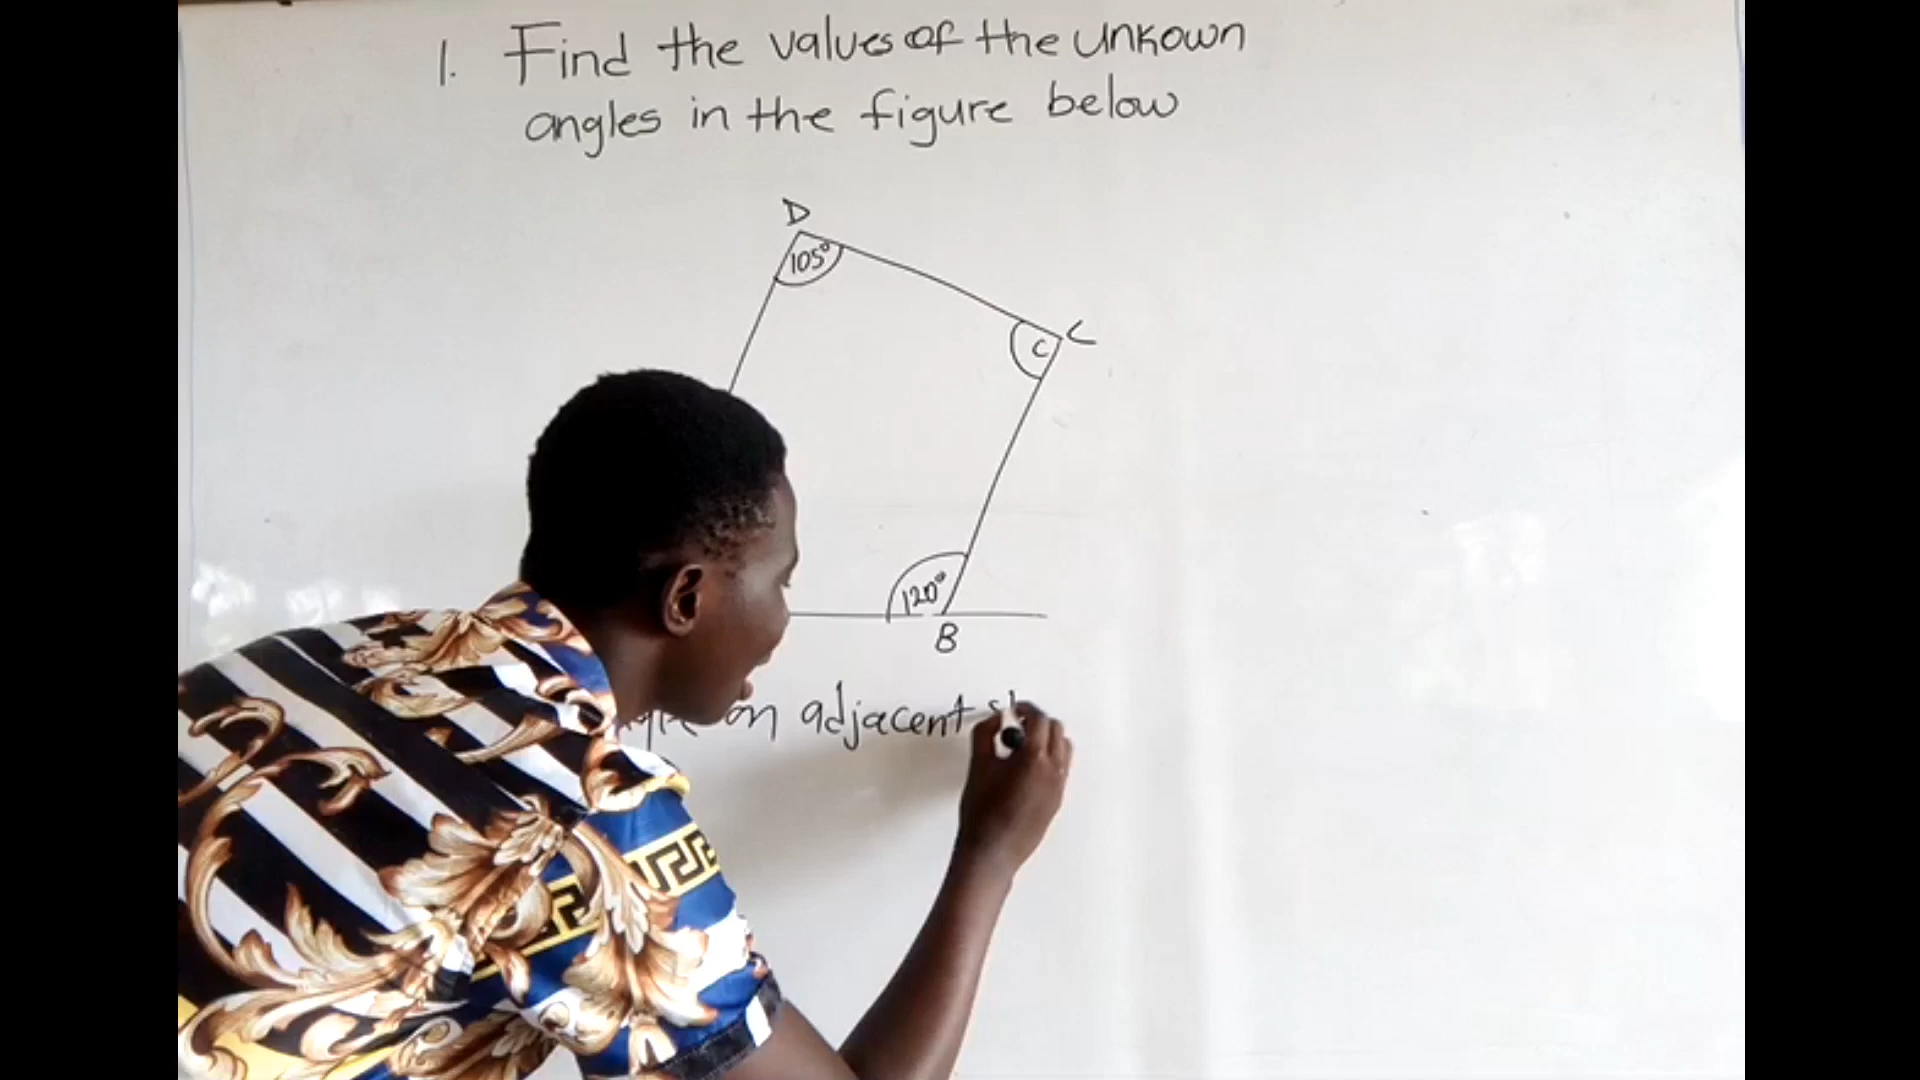 1. Find the values of the unkown
angles in the figure below
D
105°
C
c
120°
B
on adjacent